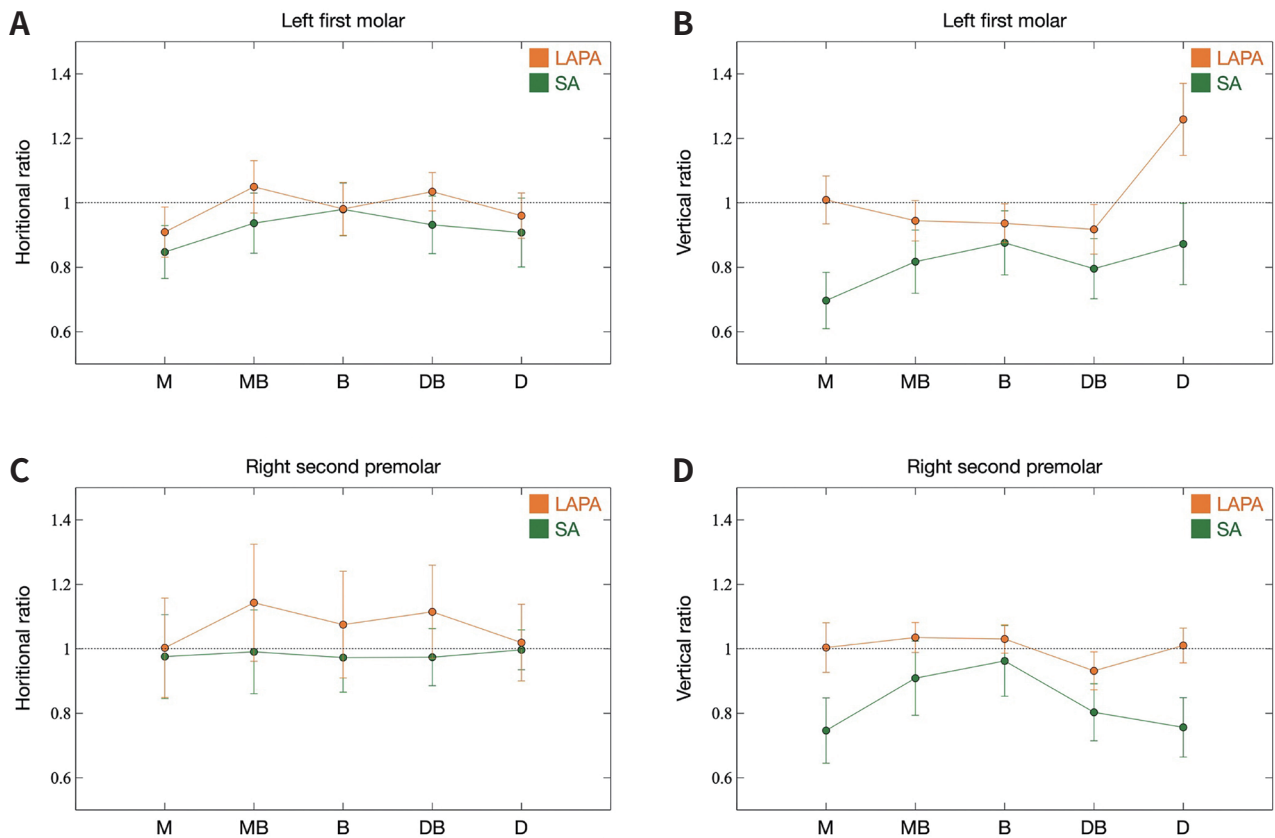 A
Left first molar
LAPA
SA
Horitional ratio
1.4
1.2
1
0.8
0.6
M MB B DB D
B
Left first molar
LAPA
SA
Vertical ratio
1.4
1.2
1
0.8
0.6
M MB B DB D
C
Right second premolar
LAPA
SA
Horitional ratio
1.4
1.2
1
0.8
0.6
M MB B DB D
D
Right second premolar
LAPA
SA
Vertical ratio
1.4
1.2
1
0.8
0.6
M MB B DB D